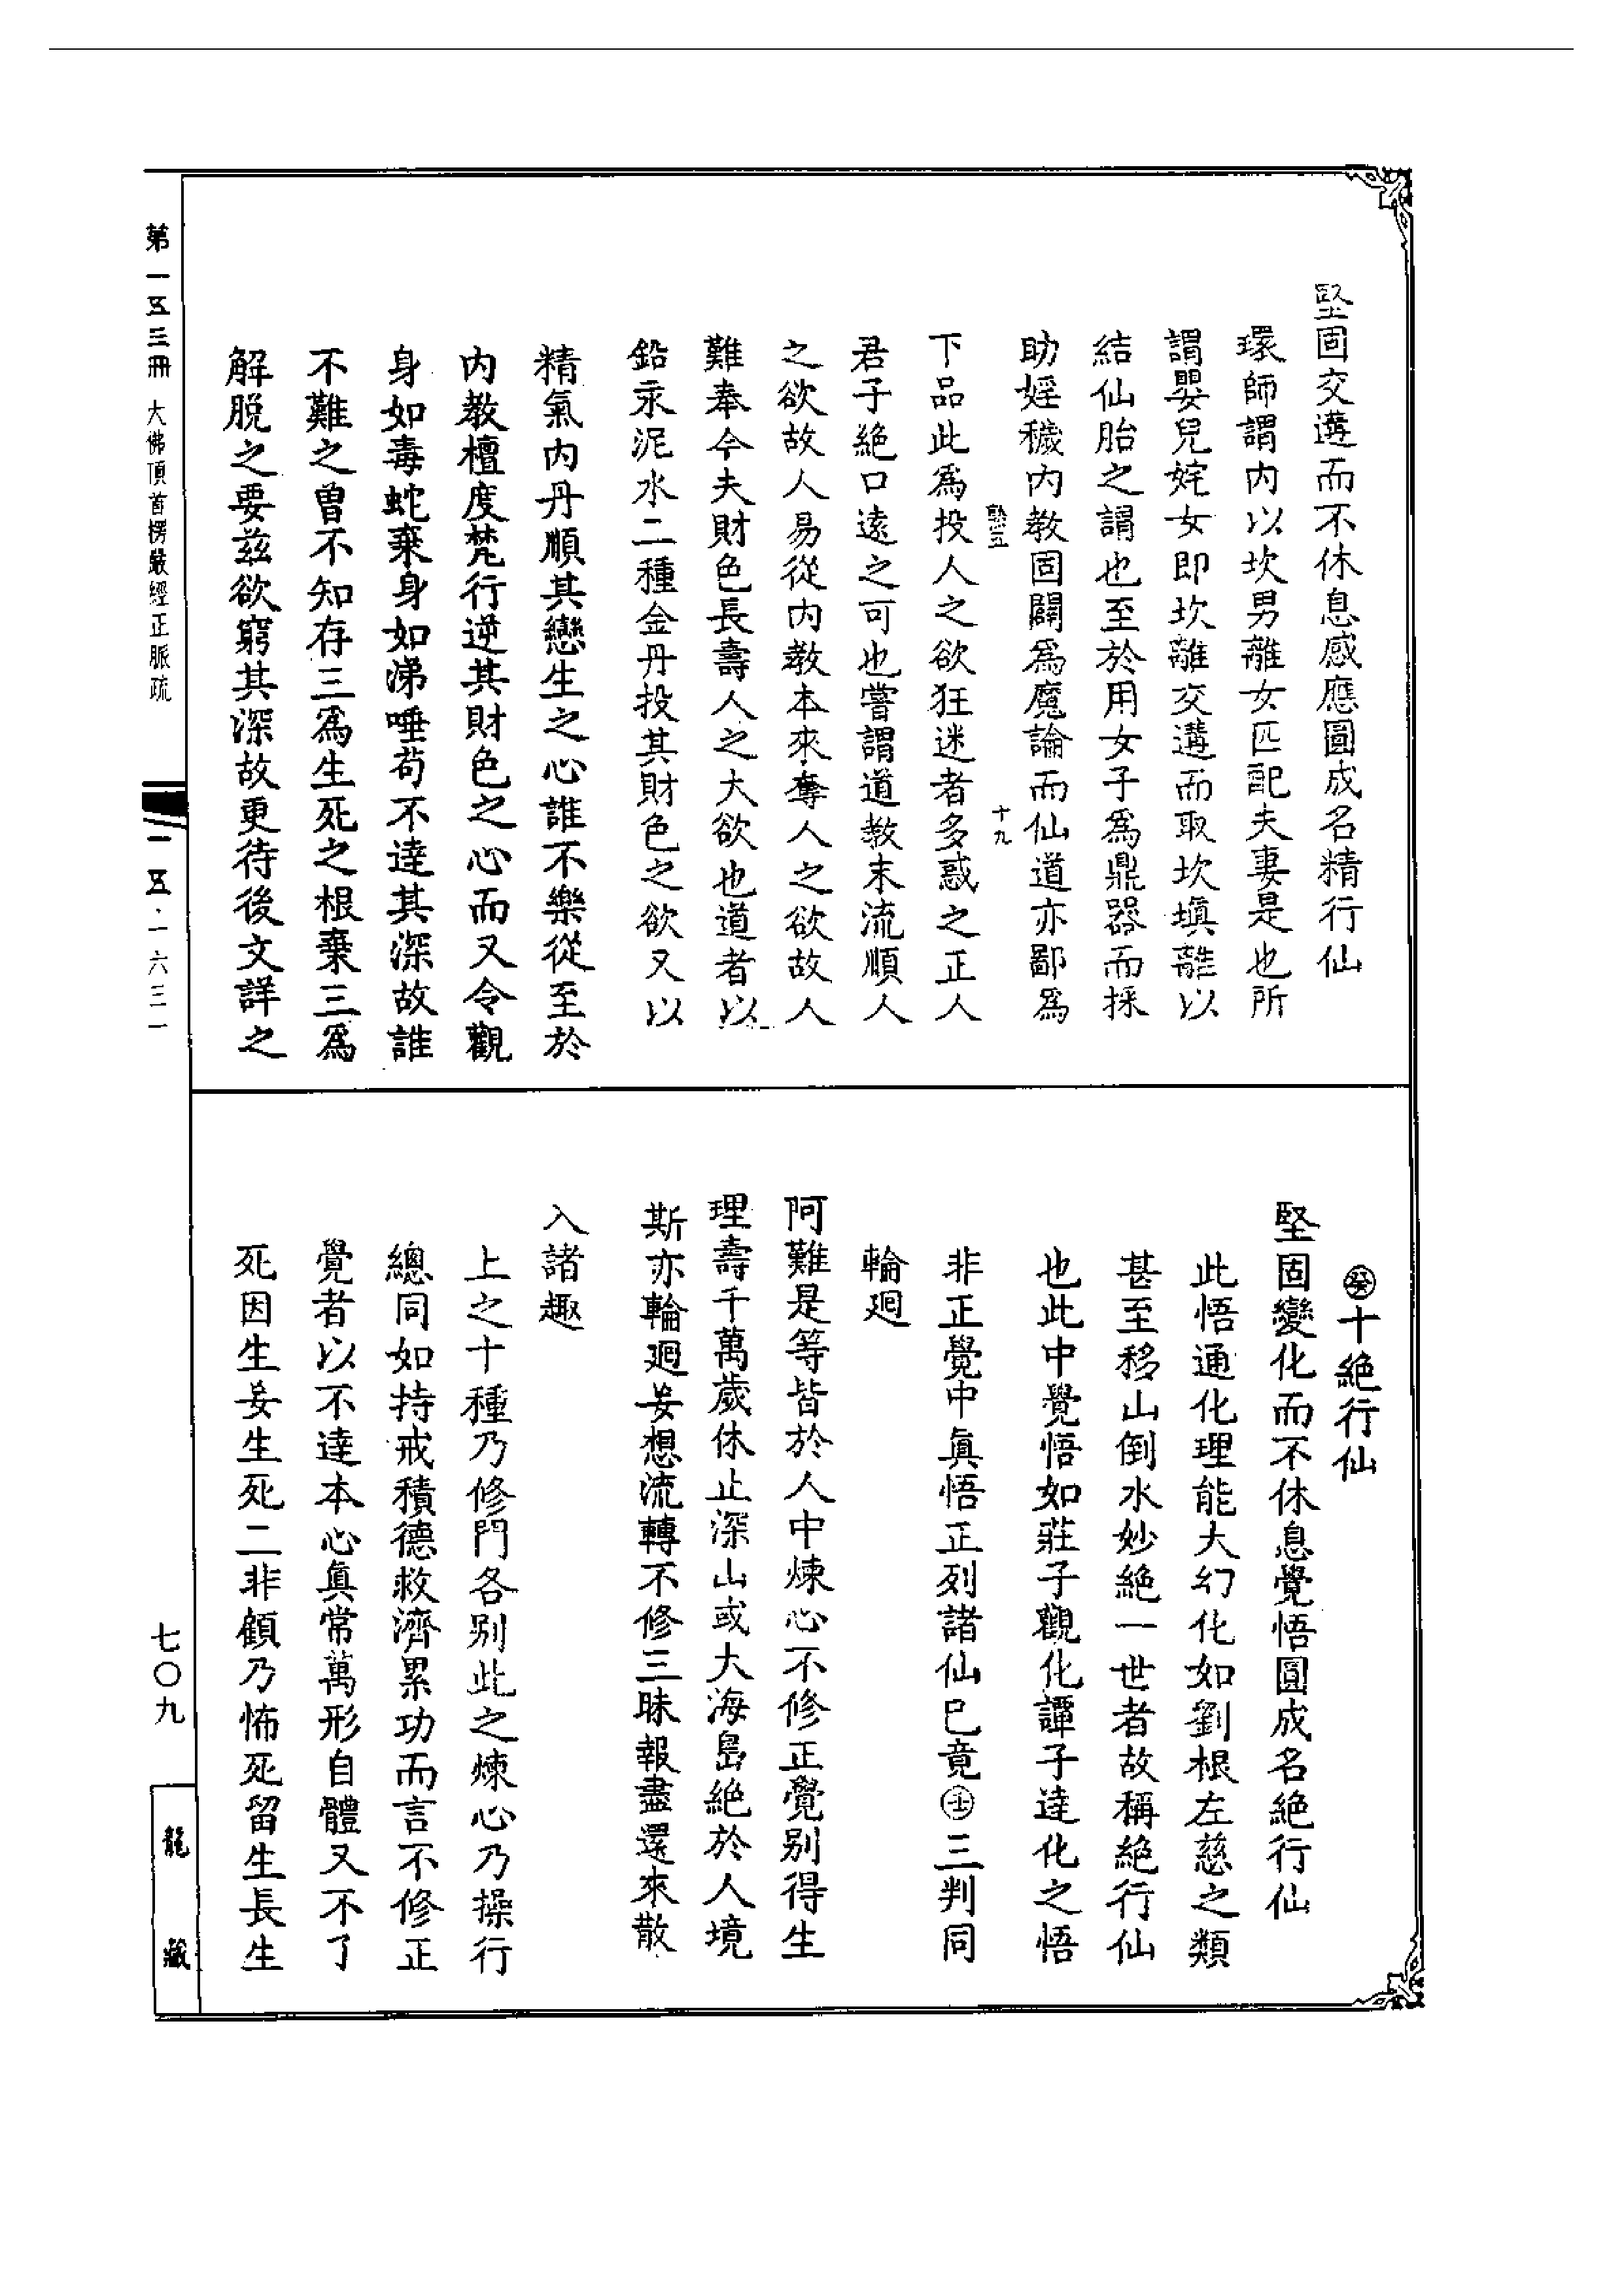 堅固交遘而不休息感應圓成名精行仙
環師謂内以坎男離女匹配夫妻是也所
謂嬰兒姹女即坎離交遘而取坎塡離以
結仙胎之謂也至於用女子爲鼎器而採
助婬穢内教固闢爲魔論而仙道亦鄙爲
十九
下品此爲投人之欲狂迷者多惑之正人
君子絶口遠之可也嘗謂道教末流順人
之欲故人易從内教本來奪人之欲故人
難奉今夫財色長壽人之大欲也道者以
鉛汞泥水二種金丹投其財色之欲又以
精氣内丹順其戀生之心誰不樂從至於
内教檀度梵行逆其財色之心而又令觀
身如毒蛇棄身如涕唾苟不達其深故誰
不難之曾不知存三爲生死之根棄三爲
解脱之要茲欲窮其深故更待後文詳之
㊛十絶行仙
堅固變化而不休息覺悟圓成名絶行仙
此悟通化理能大幻化如劉根左慈之類
甚至移山倒水妙絶一世者故稱絶行仙
也此中覺悟如莊子觀化譚子達化之悟
非正覺中眞悟正列諸仙已竟三判同
輪迴
阿難是等皆於人中煉心不修正覺别得生
理壽千萬歲休止深山或大海島絶於人境
斯亦輪迴妄想流轉不修三昧報盡還來散
入諸趣
上之十種乃修門各别此之煉心乃操行
總同如持戒積德救濟累功而言不修正
覺者以不達本心眞常萬形自體又不了
死因生妄生死二非顧乃怖死留生長生
第一五三册 大佛頂首楞嚴經正脈疏
一五·一六三一
七〇九
龍藏